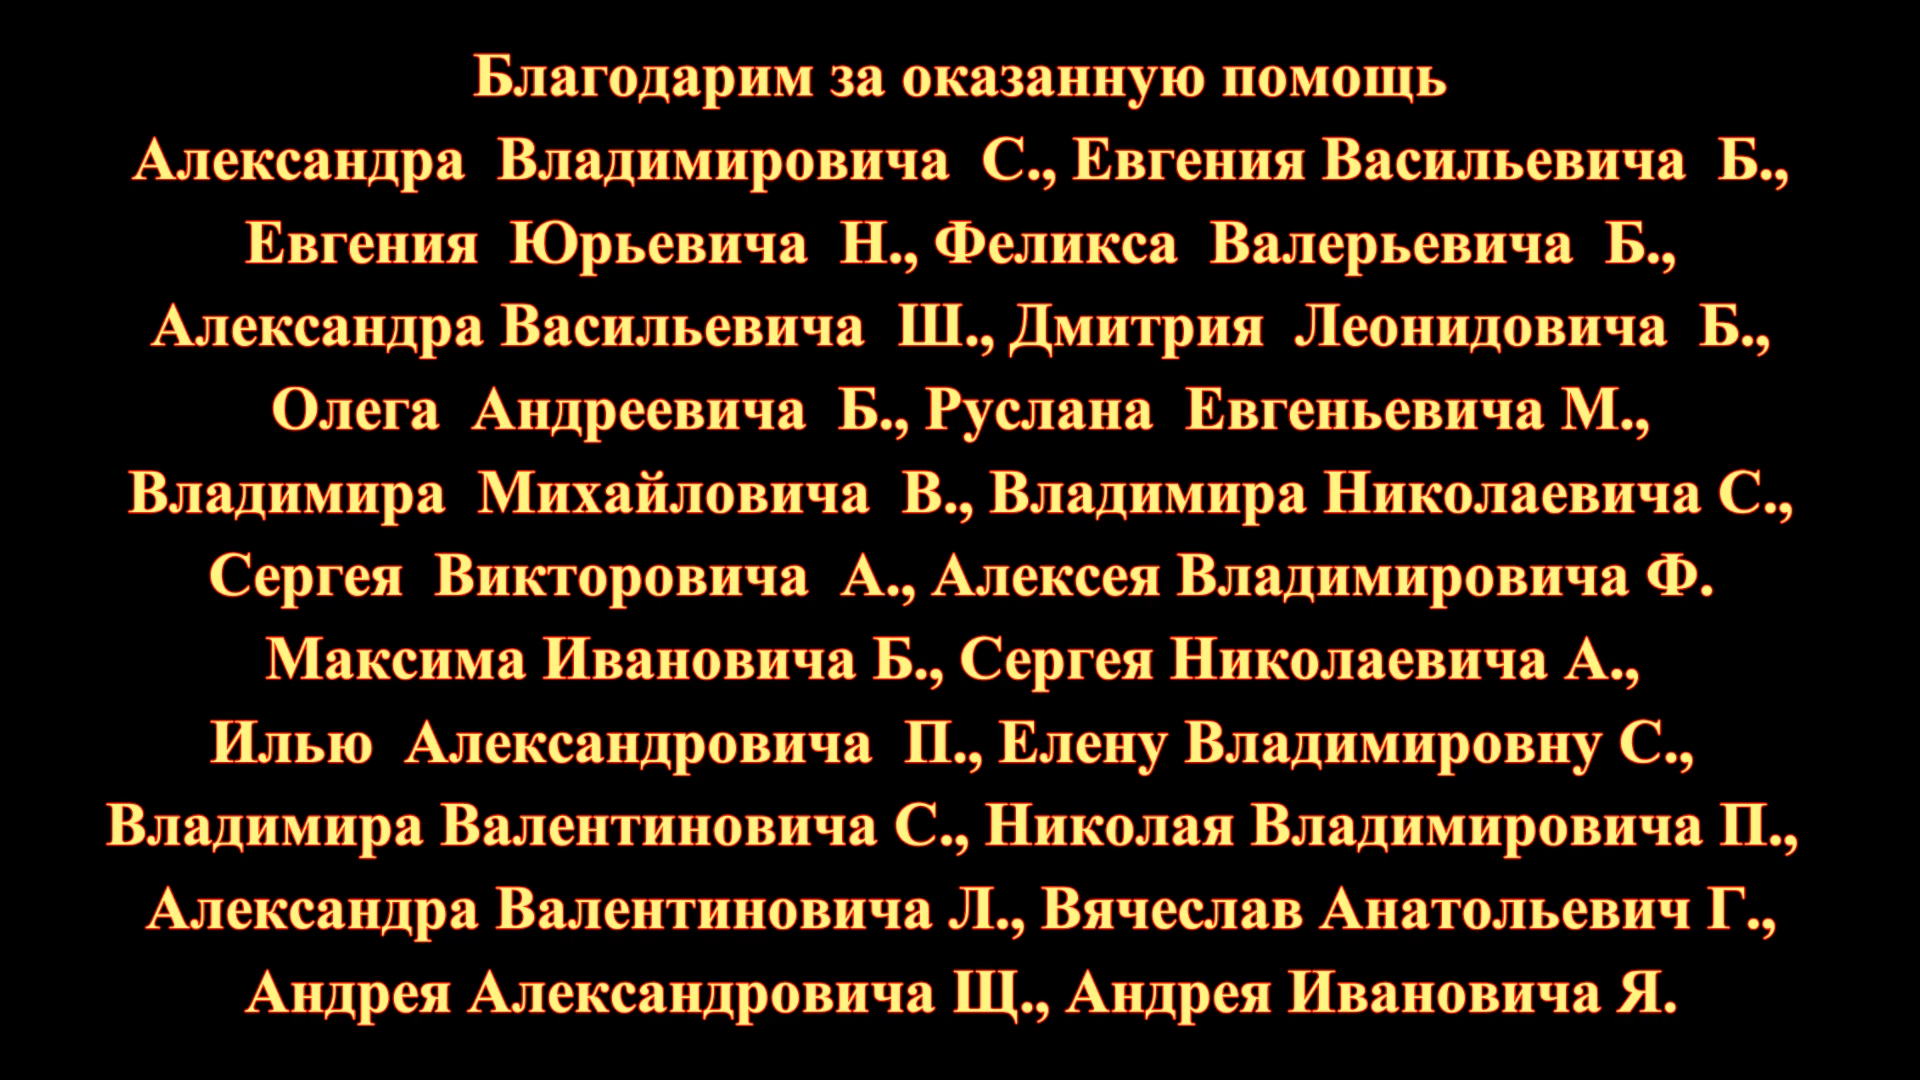 Благодарим за оказанную помощь
Александра Владимировича С., Евгения Васильевича Б.,
Евгения Юрьевича Н., Феликса Валерьевича Б.,
Александра Васильевича Ш., Дмитрия Леонидовича Б.,
Олега Андреевича Б., Руслана Евгеньевича М.,
Владимира Михайловича В., Владимира Николаевича С.,
Сергея Викторовича А., Алексея Владимировича Ф.
Максима Ивановича Б., Сергея Николаевича А.,
Илью Александровича П., Елену Владимировну С.,
Владимира Валентиновича С., Николая Владимировича П.,
Александра Валентиновича Л., Вячеслав Анатольевич Г.,
Андрея Александровича Щ., Андрея Ивановича Я.